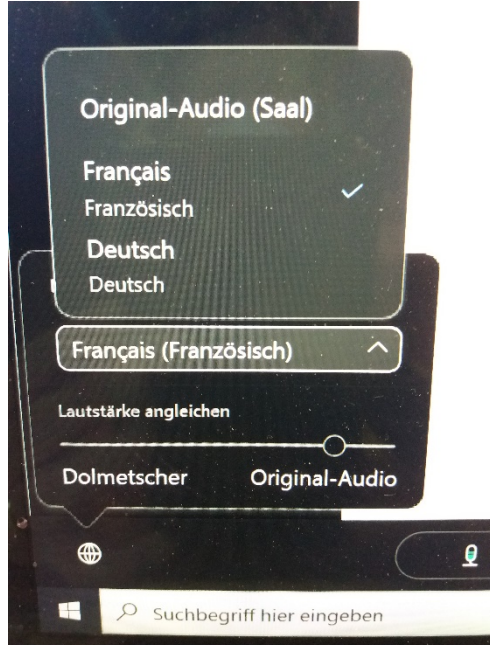 Original-Audio (Saal)
Français
Französisch
Deutsch
Deutsch
Français (Französisch)
Lautstärke angleichen
Dolmetscher Original-Audio
Suchbegriff hier eingeben